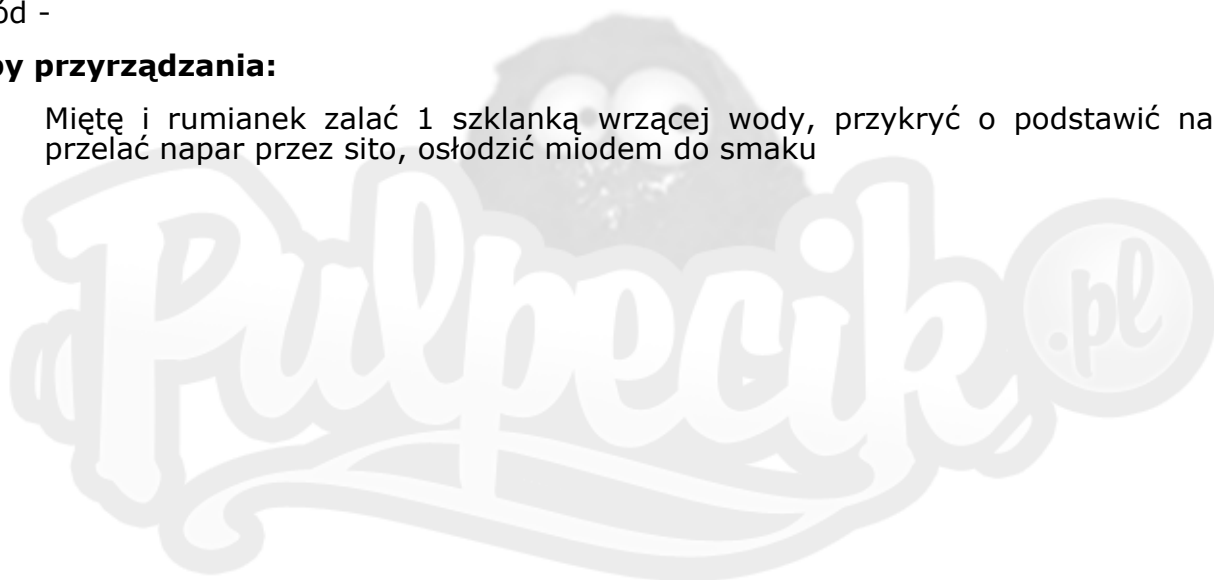 ód -
by przyrządzania:
Miętę i rumianek zalać 1 szklanką wrzącej wody, przykryć o podstawić na
przelać napar przez sito, osłodzić miodem do smaku
Pulpecik.pl